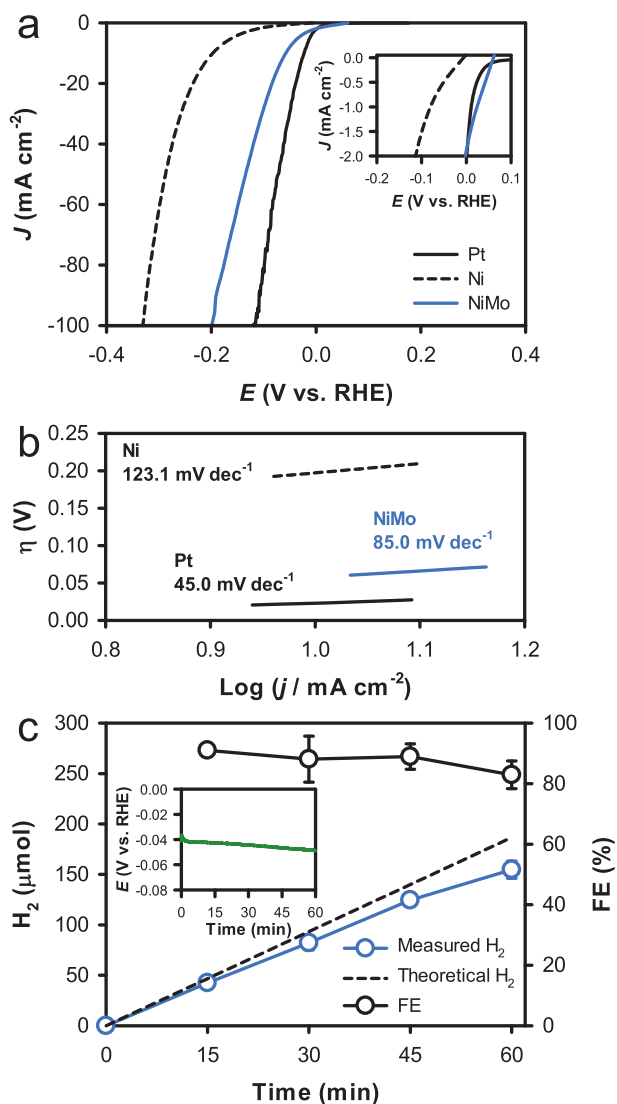 a
0
-20
-40
-60
-80
-100
J (mA cm-2)
-0.4
-0.2
0.0
0.2
0.4
E (V vs. RHE)
0.0
-0.5
-1.0
-1.5
-2.0
J (mA cm-2)
-0.2
-0.1
0.0
0.1
E (V vs. RHE)
Pt
Ni
NiMo
b
0.25
0.20
0.15
0.10
0.05
0.00
η (V)
Ni
123.1 mV dec-1
NiMo
85.0 mV dec-1
Pt
45.0 mV dec-1
0.8
0.9
1.0
1.1
1.2
Log (j / mA cm-2)
c
300
250
200
150
100
50
0
H2 (μmol)
100
80
60
40
20
0
FE (%)
0.00
-0.02
-0.04
-0.06
-0.08
E (V vs. RHE)
0
15
30
45
60
Time (min)
Measured H2
Theoretical H2
FE
0
15
30
45
60
Time (min)